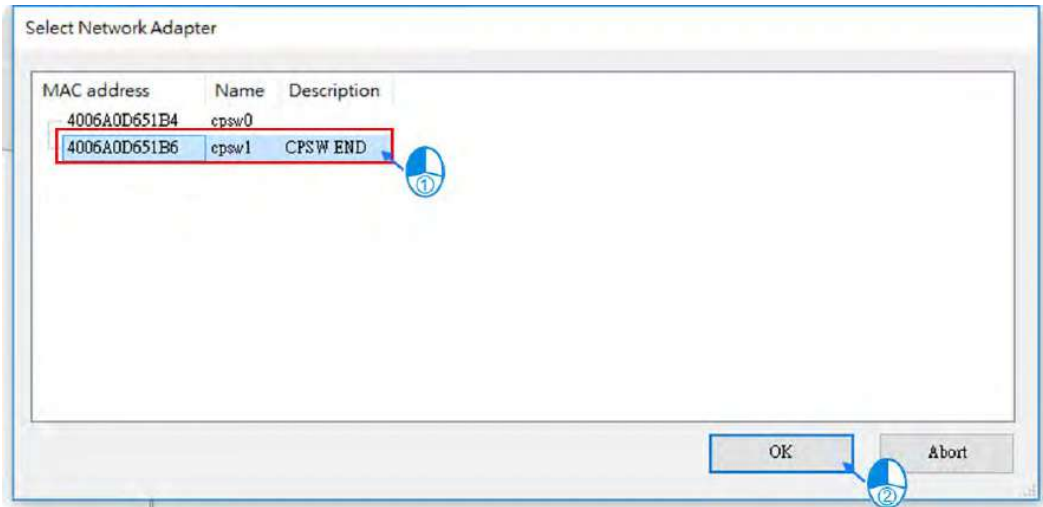 Select Network Adapter
MAC address Name Description
4006A0D651B4 cpsw0
4006A0D651B6 cpsw1 CPSW END
①
OK Abort
②